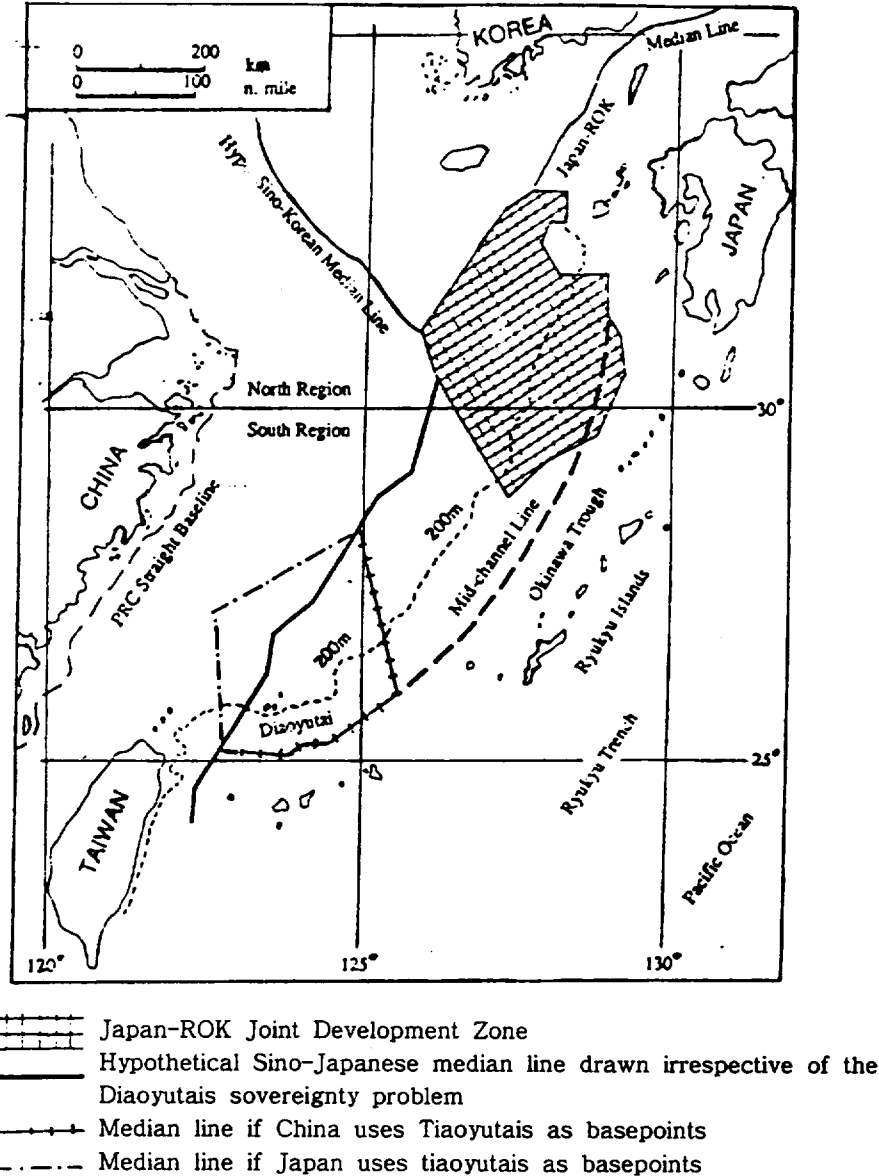 0 200
km
0 100
n. mile
KOREA
Median Line
Japan-ROK
JAPAN
Sino-Korean Median Line
North Region
30°
South Region
CHINA
PRC Straight Baseline
200m
Mid-channel Line
Okinawa Trough
Ryukyu Islands
200m
Diaoyutai
25°
Ryukyu Trench
TAIWAN
Pacific Ocean
120°
125°
130°
Japan-ROK Joint Development Zone
Hypothetical Sino-Japanese median line drawn irrespective of the
Diaoyutais sovereignty problem
Median line if China uses Tiaoyutais as basepoints
Median line if Japan uses tiaoyutais as basepoints